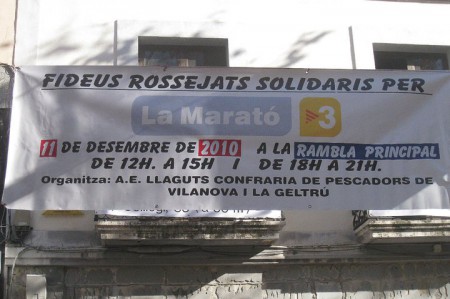 FIDEUS ROSSEJATS SOLIDARIS PER
La Marató 3
11 DE DESEMBRE DE 2010 A LA RAMBLA PRINCIPAL
DE 12H. A 15H I DE 18H A 21H.
Organitza: A.E. LLAGUTS CONFRARIA DE PESCADORS DE
VILANOVA I LA GELTRÚ